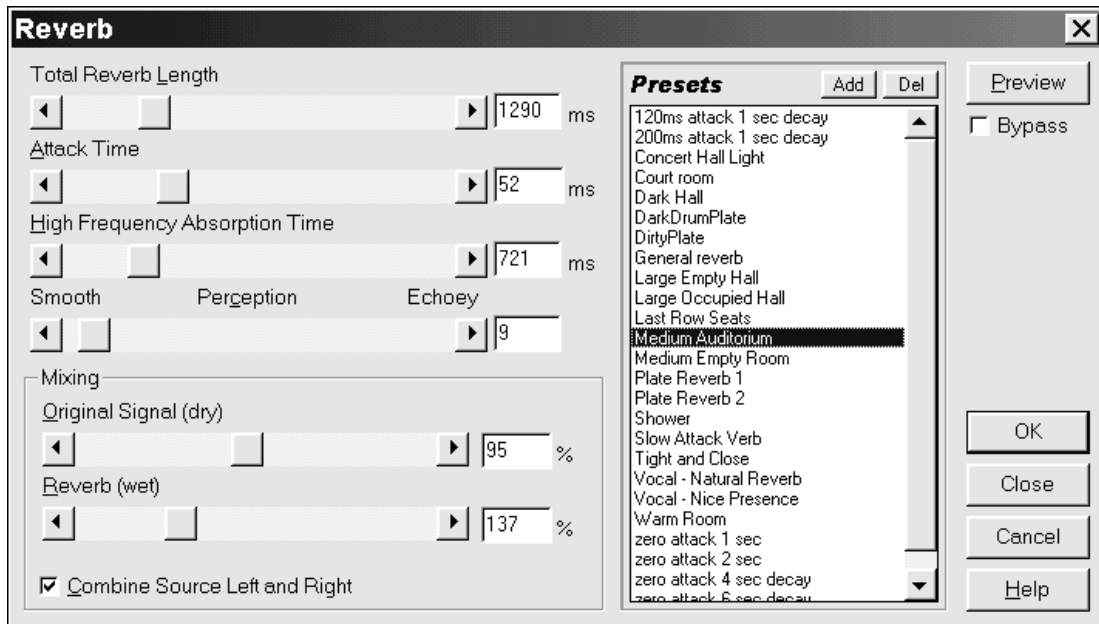 Reverb
Total Reverb Length
1290 ms
Attack Time
52 ms
High Frequency Absorption Time
721 ms
Smooth Perception Echoey
9
Mixing
Original Signal (dry)
95 %
Reverb (wet)
137 %
Combine Source Left and Right
Presets Add Del
120ms attack 1 sec decay
200ms attack 1 sec decay
Concert Hall Light
Court room
Dark Hall
DarkDrumPlate
DirtyPlate
General reverb
Large Empty Hall
Large Occupied Hall
Last Row Seats
Medium Auditorium
Medium Empty Room
Plate Reverb 1
Plate Reverb 2
Shower
Slow Attack Verb
Tight and Close
Vocal - Natural Reverb
Vocal - Nice Presence
Warm Room
zero attack 1 sec
zero attack 2 sec
zero attack 4 sec decay
zero attack 6 sec decay
Preview
Bypass
OK
Close
Cancel
Help